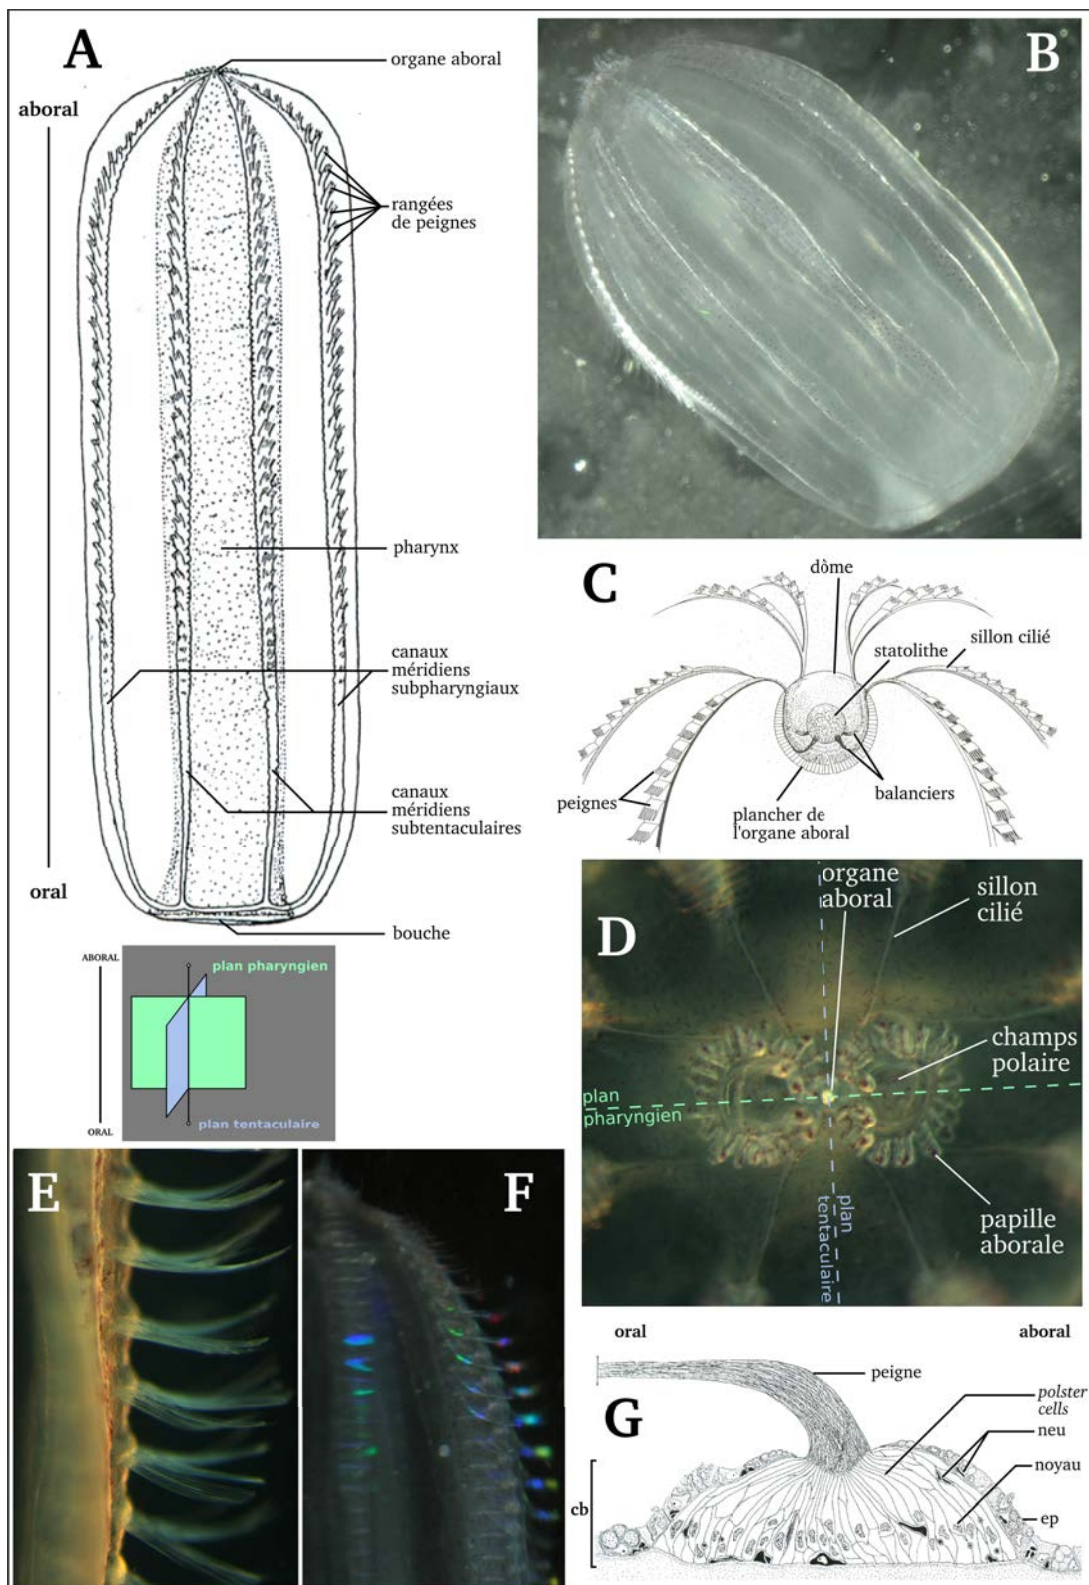 A
organe aboral
aboral
rangées
de peignes
pharynx
canaux
méridiens
subpharyngiaux
canaux
méridiens
subtentaculaires
oral
bouche
B
C
dôme
statolithe
sillon cilié
peignes
balanciers
plancher de
l'organe aboral
ABORAL
plan pharyngien
plan tentaculaire
ORAL
D
organe
aboral
sillon
cilié
champs
polaire
plan
pharyngien
plan
tentaculaire
papille
aborale
E
F
oral
aboral
peigne
G
polster
cells
neu
noyau
cb
ep